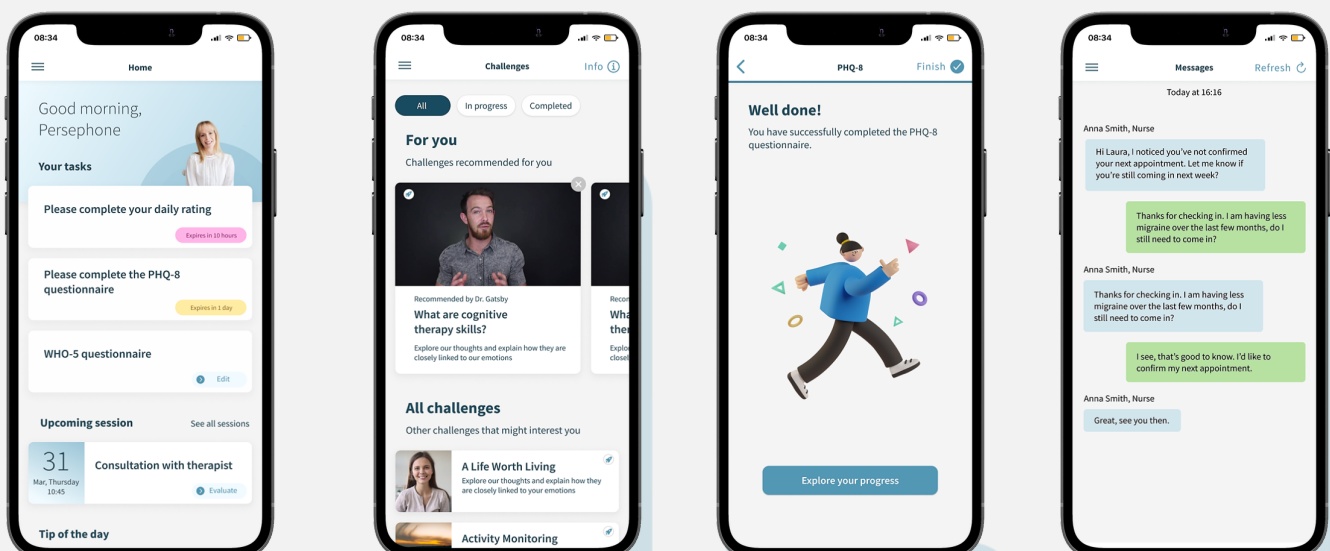 08:34
Home
Good morning,
Persephone
Your tasks
Please complete your daily rating
Expires in 10 hours
Please complete the PHQ-8
questionnaire
Expires in 1 day
WHO-5 questionnaire
Edit
Upcoming session
See all sessions
31
Mar, Thursday
10:45
Consultation with therapist
Evaluate
Tip of the day
08:34
Challenges
Info
All
In progress
Completed
For you
Challenges recommended for you
Recommended by Dr. Gatsby
What are cognitive
therapy skills?
Explore our thoughts and explain how they are
closely linked to our emotions
All challenges
Other challenges that might interest you
A Life Worth Living
Explore our thoughts and explain how they
are closely linked to your emotions
Activity Monitoring
08:34
PHQ-8
Finish
Well done!
You have successfully completed the PHQ-8
questionnaire.
Explore your progress
08:34
Messages
Refresh
Today at 16:16
Anna Smith, Nurse
Hi Laura, I noticed you've not confirmed
your next appointment. Let me know if
you're still coming in next week?
Thanks for checking in. I am having less
migraine over the last few months, do I
still need to come in?
Anna Smith, Nurse
Thanks for checking in. I am having less
migraine over the last few months, do I
still need to come in?
I see, that's good to know. I'd like to
confirm my next appointment.
Anna Smith, Nurse
Great, see you then.